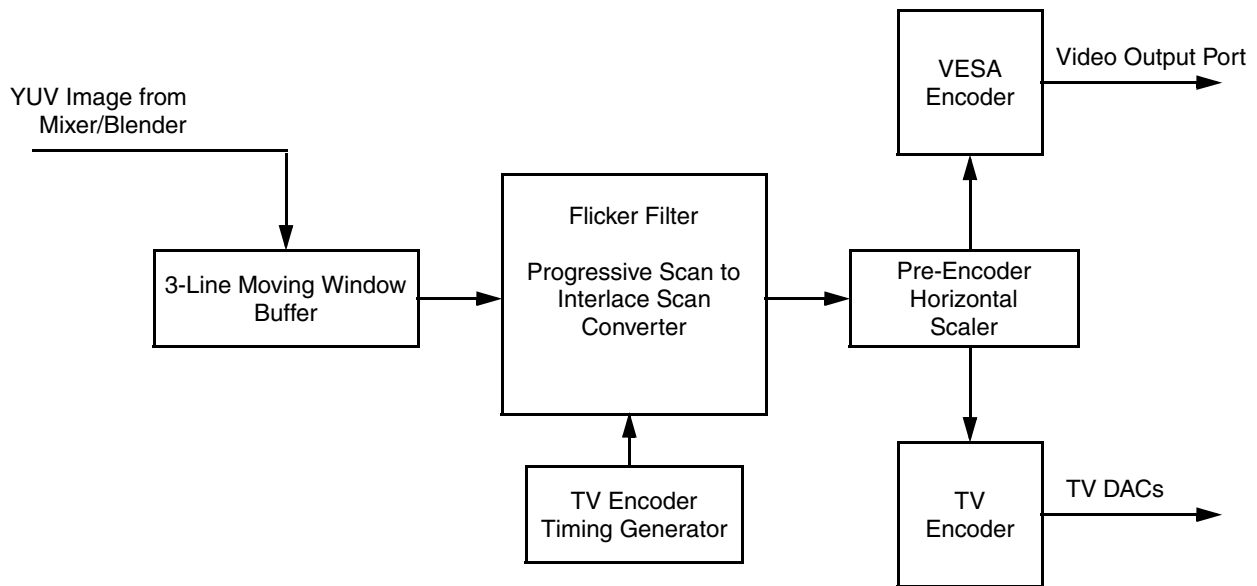 YUV Image from
Mixer/Blender
3-Line Moving Window
Buffer
Flicker Filter
Progressive Scan to
Interlace Scan
Converter
TV Encoder
Timing Generator
Pre-Encoder
Horizontal
Scaler
VESA
Encoder
Video Output Port
TV
Encoder
TV DACs